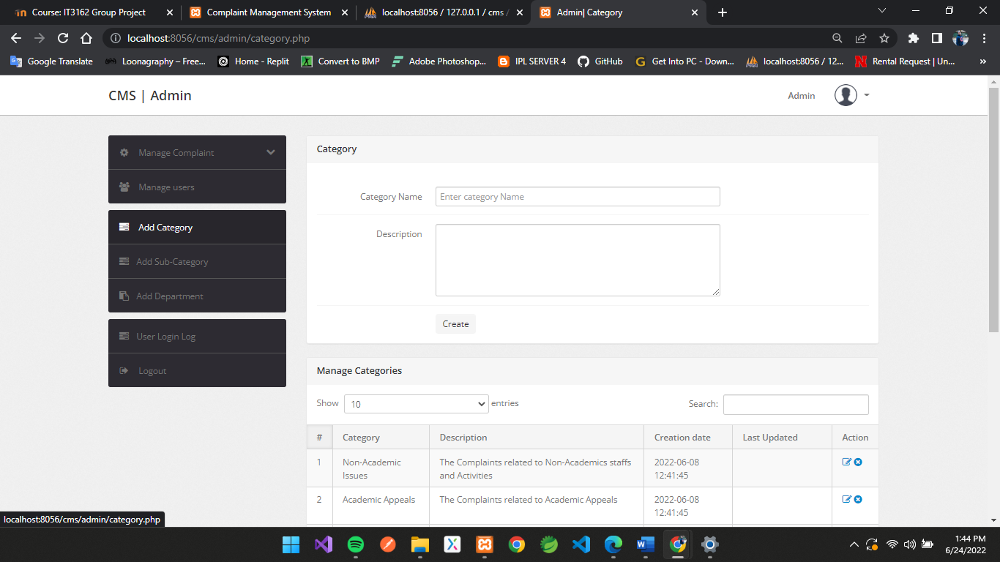 Course: IT3162 Group Project
Complaint Management System
localhost:8056 / 127.0.0.1 / cms /
Admin| Category
localhost:8056/cms/admin/category.php
Google Translate
Loonagraphy – Free...
Home - Replit
Convert to BMP
Adobe Photoshop...
IPL SERVER 4
GitHub
Get Into PC - Down...
localhost:8056 / 12...
Rental Request | Un...
»
CMS | Admin
Admin
Manage Complaint
Manage users
Add Category
Add Sub-Category
Add Department
User Login Log
Logout
Category
Category Name
Enter category Name
Description
Create
Manage Categories
Show 10 entries
Search:
# Category Description Creation date Last Updated Action
1 Non-Academic The Complaints related to Non-Academics staffs 2022-06-08
Issues and Activities 12:41:45
2 Academic Appeals The Complaints related to Academic Appeals 2022-06-08
12:41:45
localhost:8056/cms/admin/category.php
1:44 PM
6/24/2022